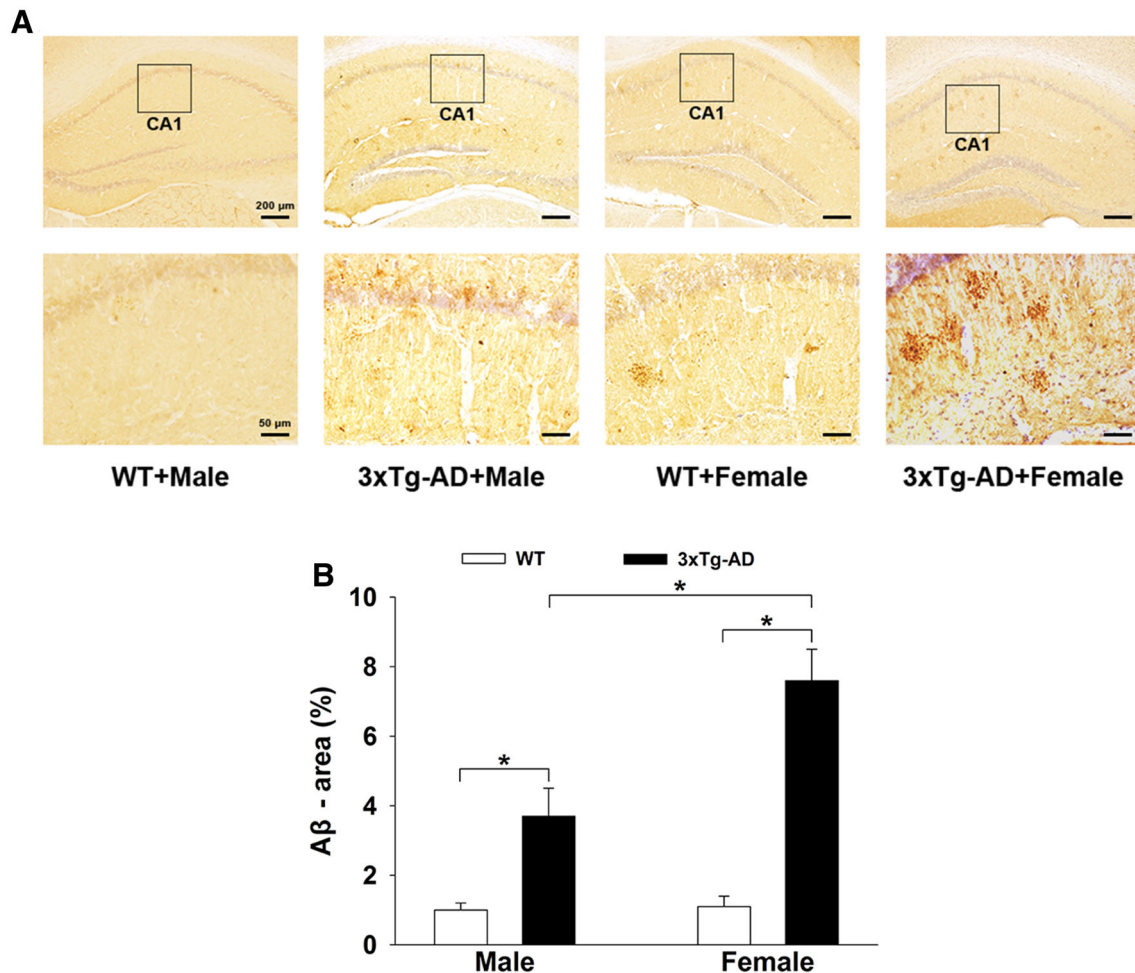 A
CA1
CA1
CA1
CA1
200 µm
50 µm
WT+Male
3xTg-AD+Male
WT+Female
3xTg-AD+Female
B
WT
3xTg-AD
10
8
6
4
2
0
Aβ - area (%)
*
*
*
Male
Female